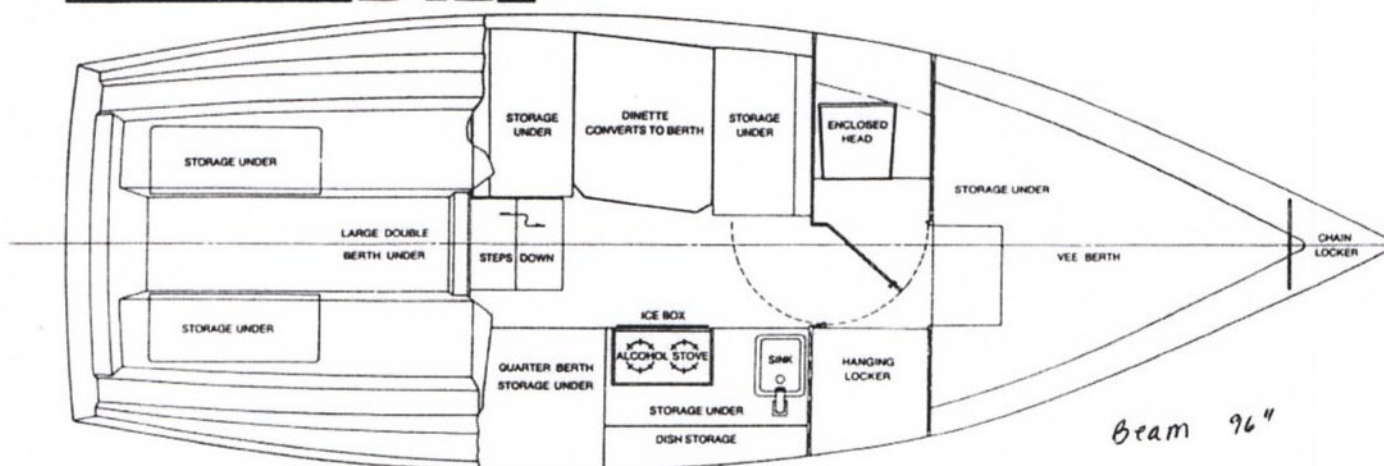 STORAGE
UNDER
DINETTE
CONVERTS TO BERTH
STORAGE
UNDER
ENCLOSED
HEAD
STORAGE UNDER
STORAGE UNDER
LARGE DOUBLE
BERTH UNDER
STEPS DOWN
VEE BERTH
CHAIN
LOCKER
STORAGE UNDER
ICE BOX
ALCOHOL STOVE
SINK
QUARTER BERTH
STORAGE UNDER
HANGING
LOCKER
STORAGE UNDER
DISH STORAGE
Beam 96"